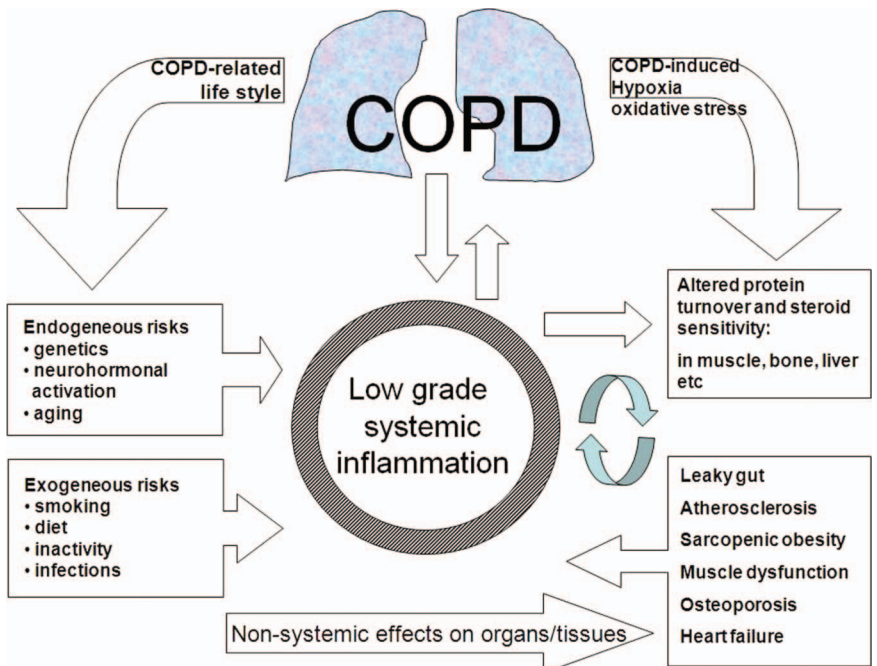 COPD-related
life style
COPD
COPD-induced
Hypoxia
oxidative stress
Endogeneous risks
• genetics
• neurohormonal
activation
• aging
Exogeneous risks
• smoking
• diet
• inactivity
• infections
Low grade
systemic
inflammation
Altered protein
turnover and steroid
sensitivity:
in muscle, bone, liver
etc
Leaky gut
Atherosclerosis
Sarcopenic obesity
Muscle dysfunction
Osteoporosis
Heart failure
Non-systemic effects on organs/tissues